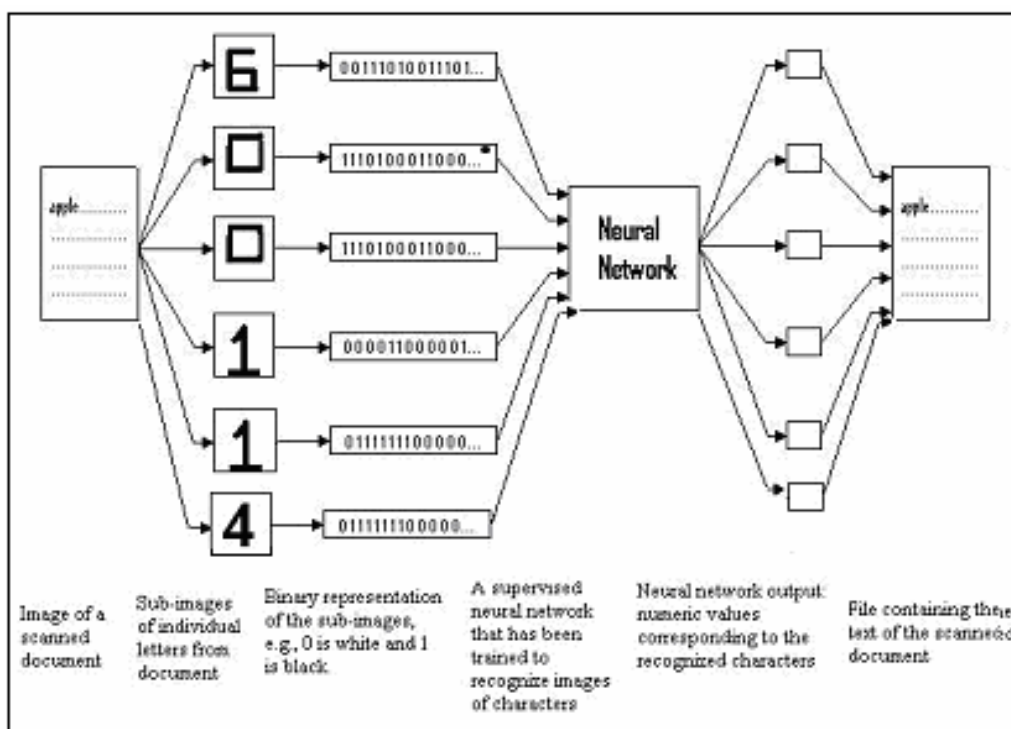 6
00111010011101...
1110100011000...
apple............
Neural
Network
apple............
1110100011000...
1
000011000001...
1
0111111100000...
4
0111111100000...
Image of a
scanned
document
Sub-images
of individual
letters from
document
Binary representation
of the sub-images,
e.g., 0 is white and 1
is black.
A supervised
neural network
that has been
trained to
recognize images
of characters
Neural network output:
numeric values
corresponding to the
recognized characters
File containing the
text of the scanned
document